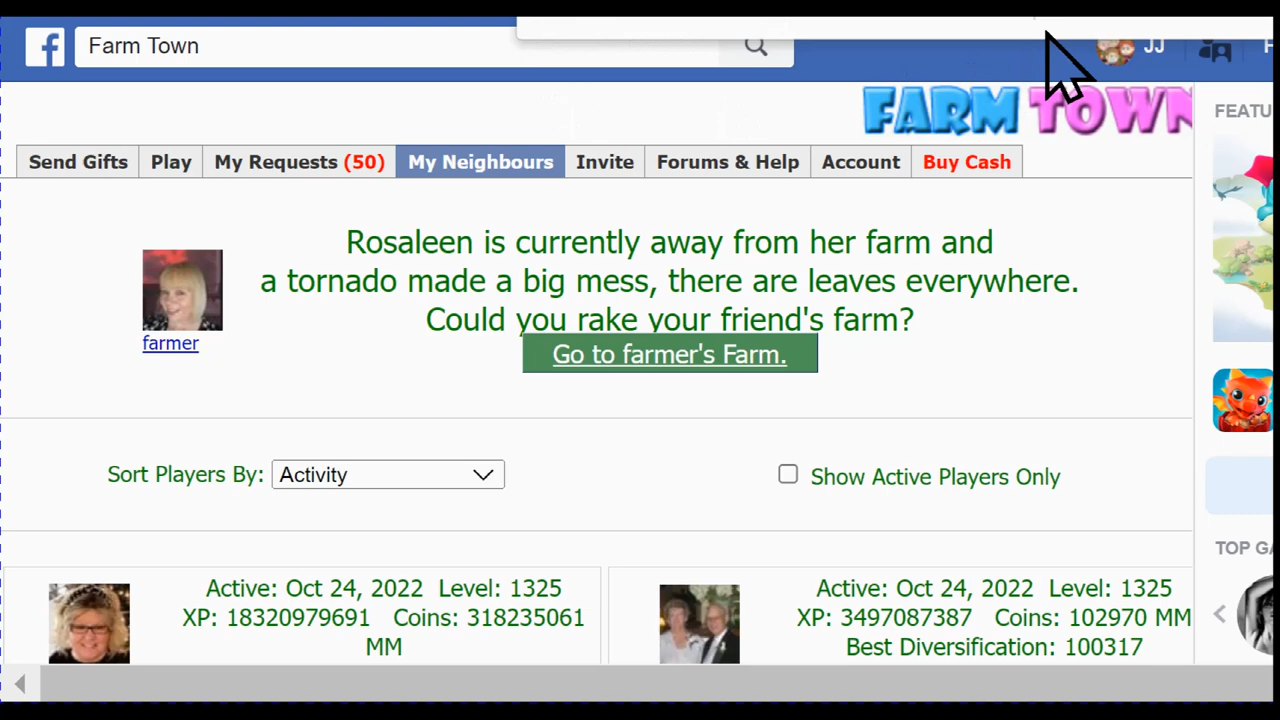 Farm Town
JJ
FARM TOWN
FEATU
Send Gifts Play My Requests (50) My Neighbours Invite Forums & Help Account Buy Cash
Rosaleen is currently away from her farm and
a tornado made a big mess, there are leaves everywhere.
Could you rake your friend's farm?
farmer
Go to farmer's Farm.
Sort Players By: Activity
Show Active Players Only
TOP GA
Active: Oct 24, 2022 Level: 1325
XP: 18320979691 Coins: 318235061
MM
Active: Oct 24, 2022 Level: 1325
XP: 3497087387 Coins: 102970 MM
Best Diversification: 100317